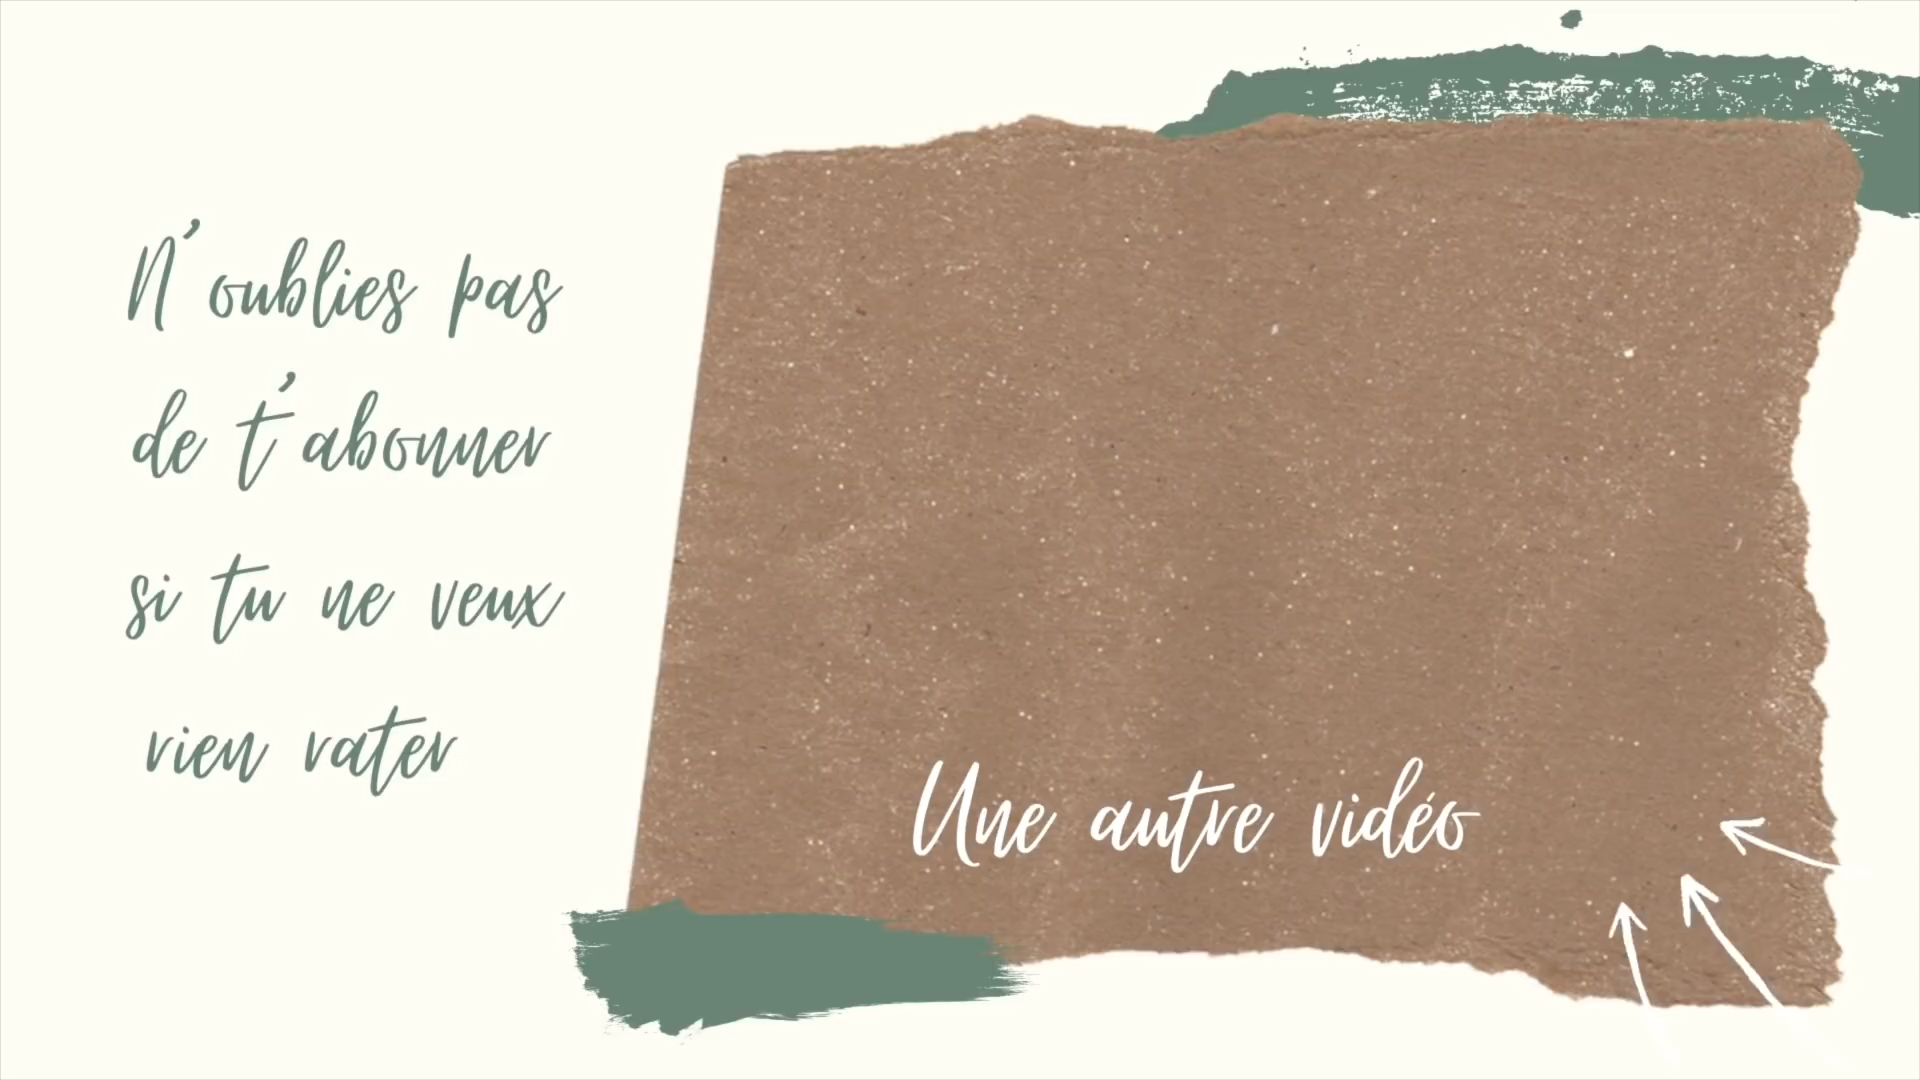 N'oublies pas
de t'abonner
si tu ne veux
rien rater
Une autre vidéo